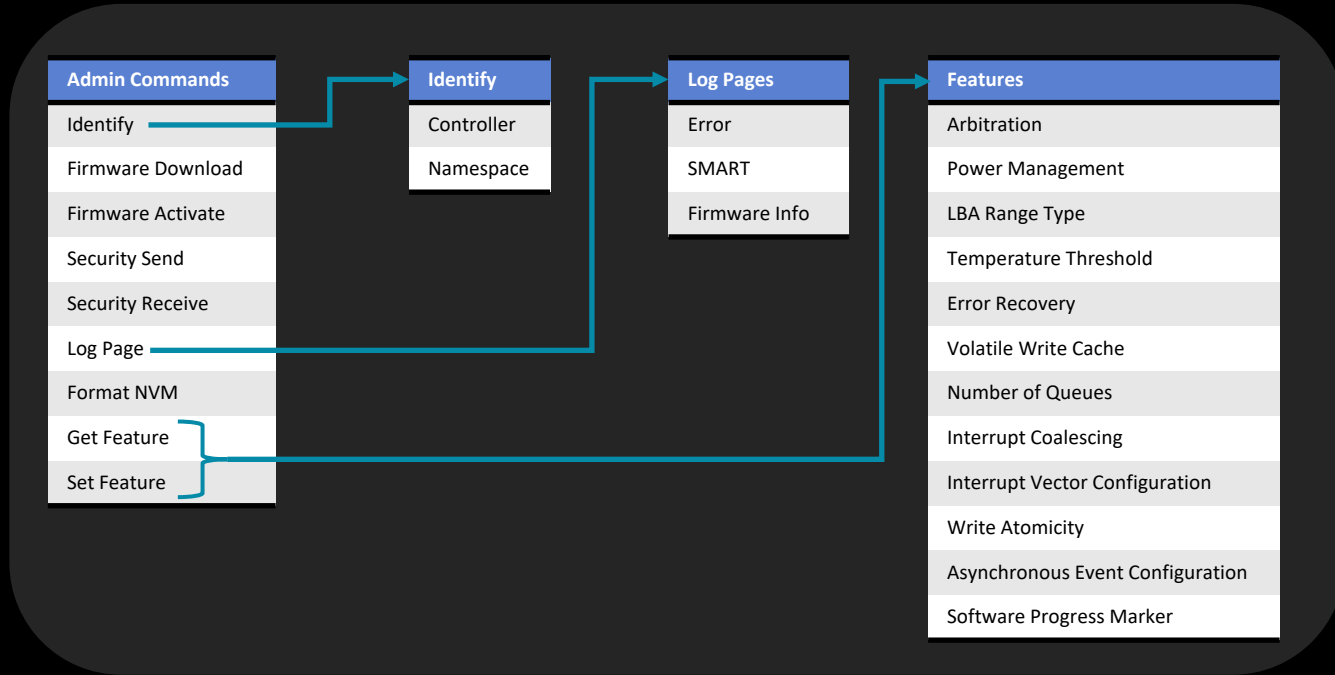 Admin Commands
Identify
Firmware Download
Firmware Activate
Security Send
Security Receive
Log Page
Format NVM
Get Feature
Set Feature
Identify
Controller
Namespace
Log Pages
Error
SMART
Firmware Info
Features
Arbitration
Power Management
LBA Range Type
Temperature Threshold
Error Recovery
Volatile Write Cache
Number of Queues
Interrupt Coalescing
Interrupt Vector Configuration
Write Atomicity
Asynchronous Event Configuration
Software Progress Marker